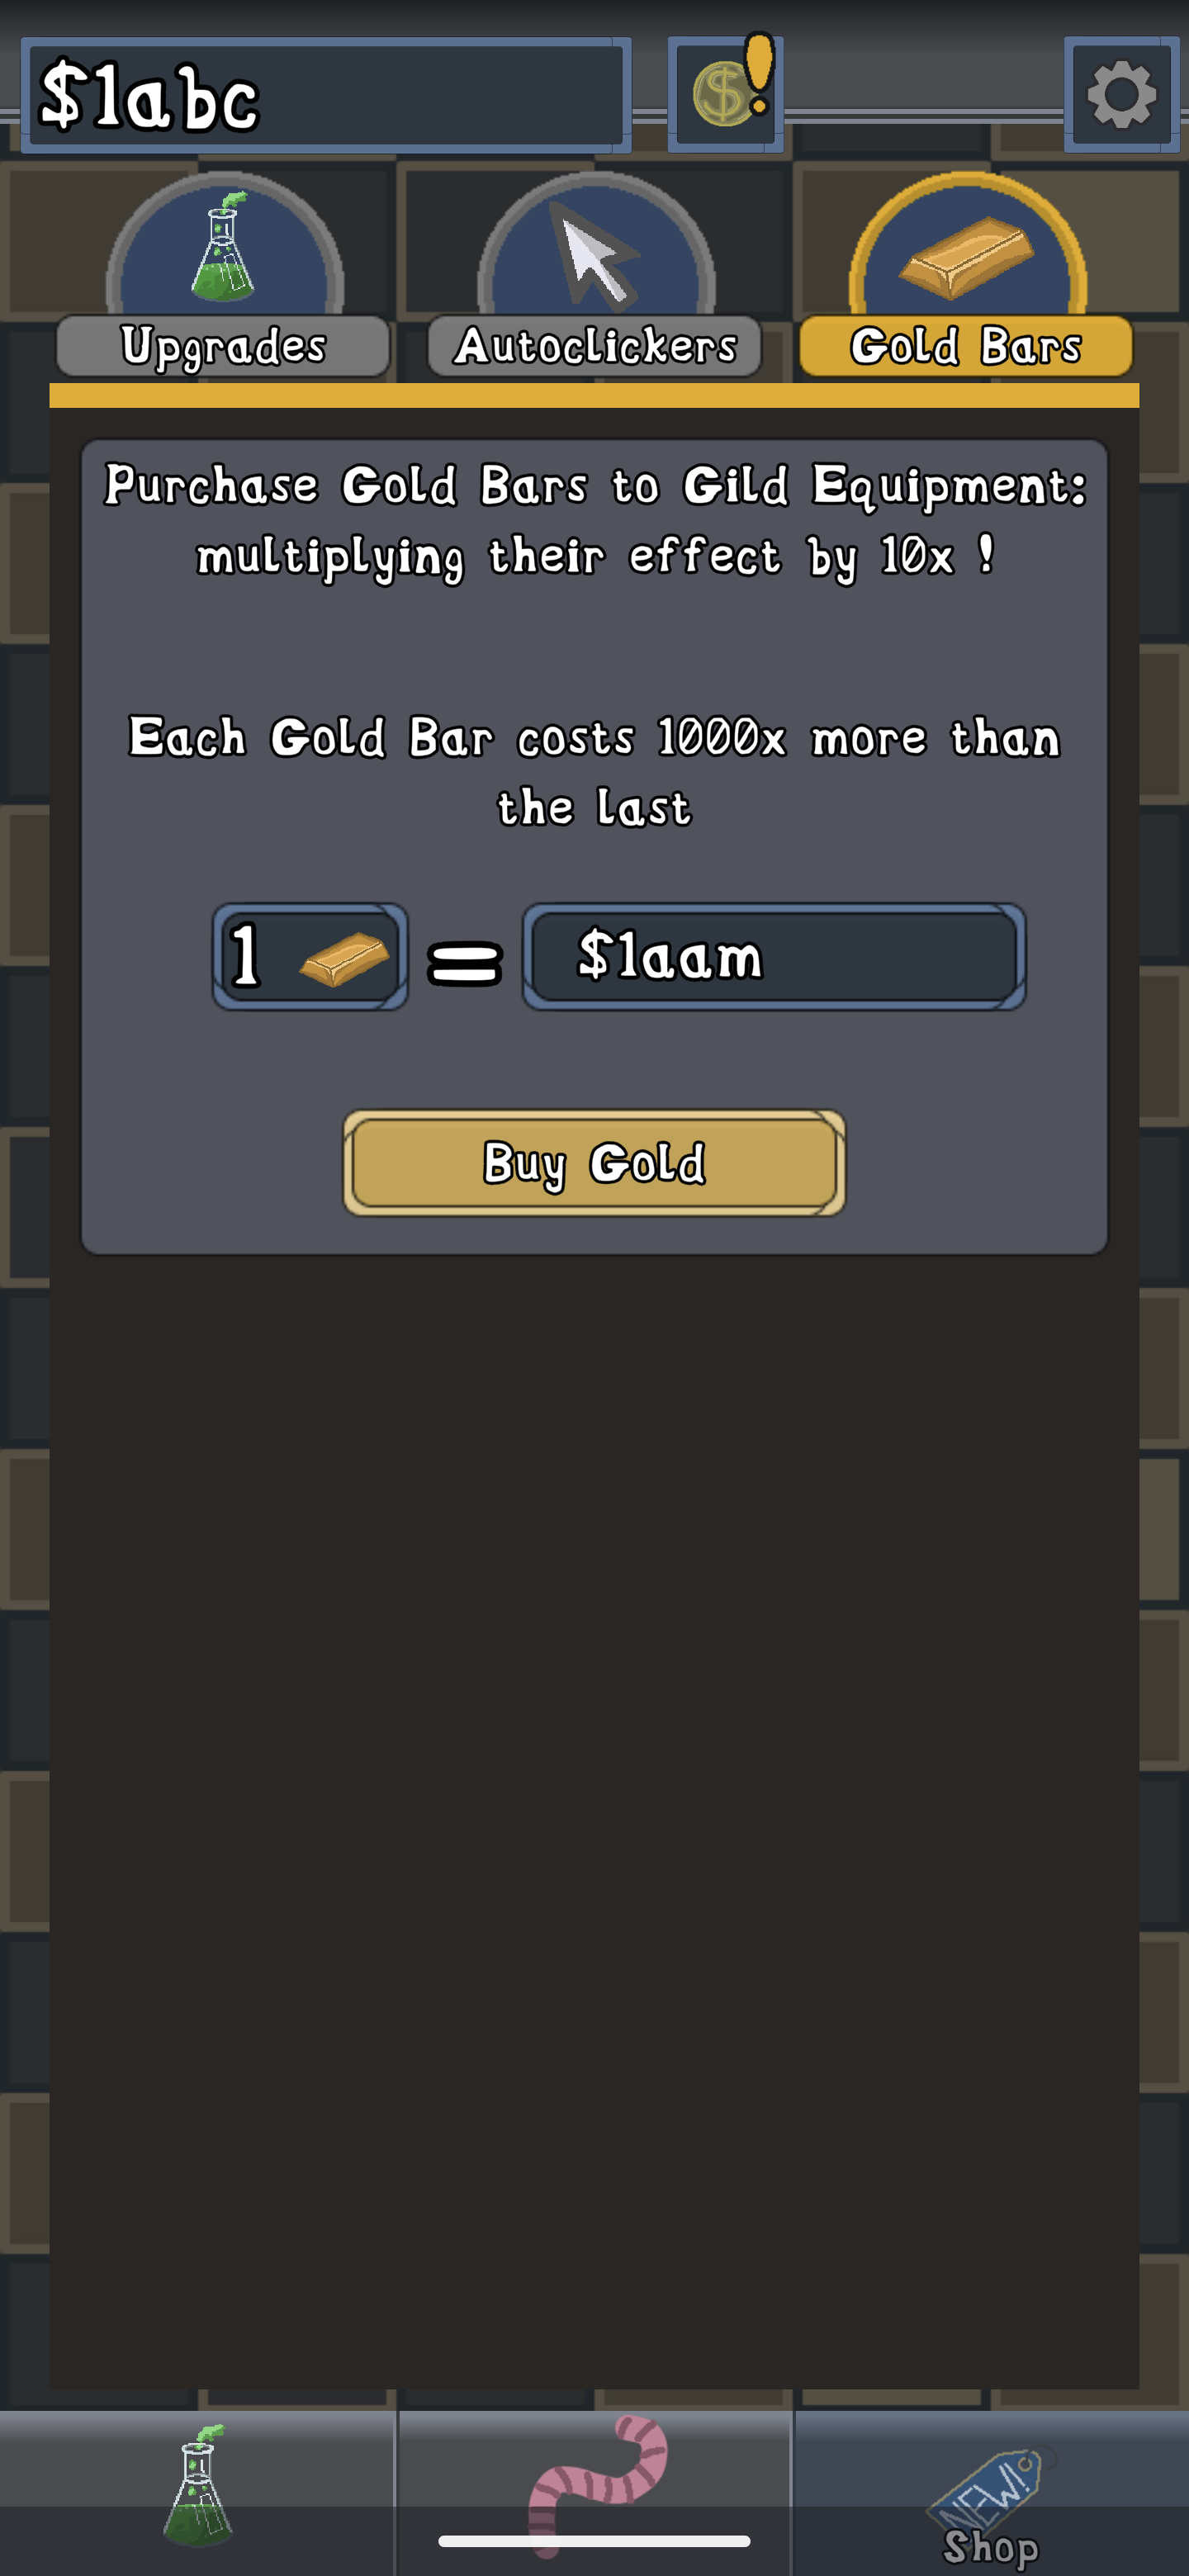 $1abc
Upgrades
Autoclickers
Gold Bars
Purchase Gold Bars to Gild Equipment:
multiplying their effect by 10x !
Each Gold Bar costs 1000x more than
the last
1 = $1aam
Buy Gold
NEW!
Shop